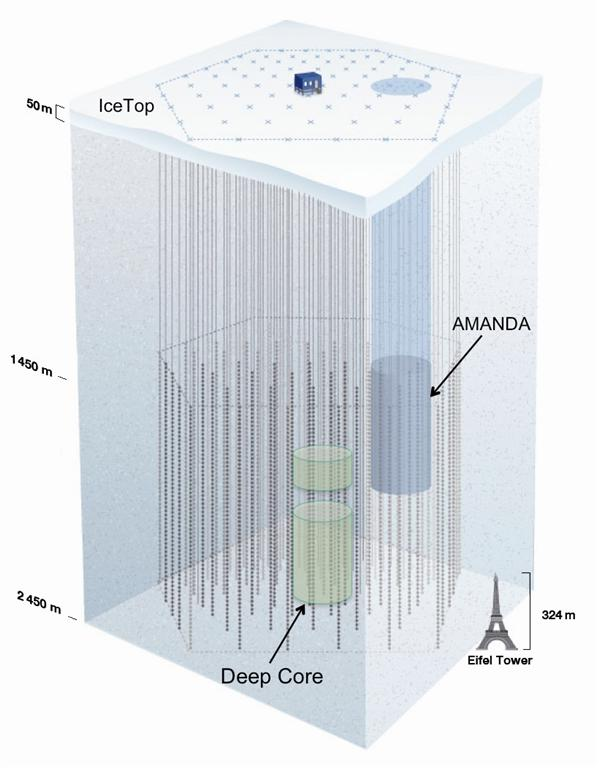 50 m
IceTop
AMANDA
1450 m
2 450 m
324 m
Eifel Tower
Deep Core